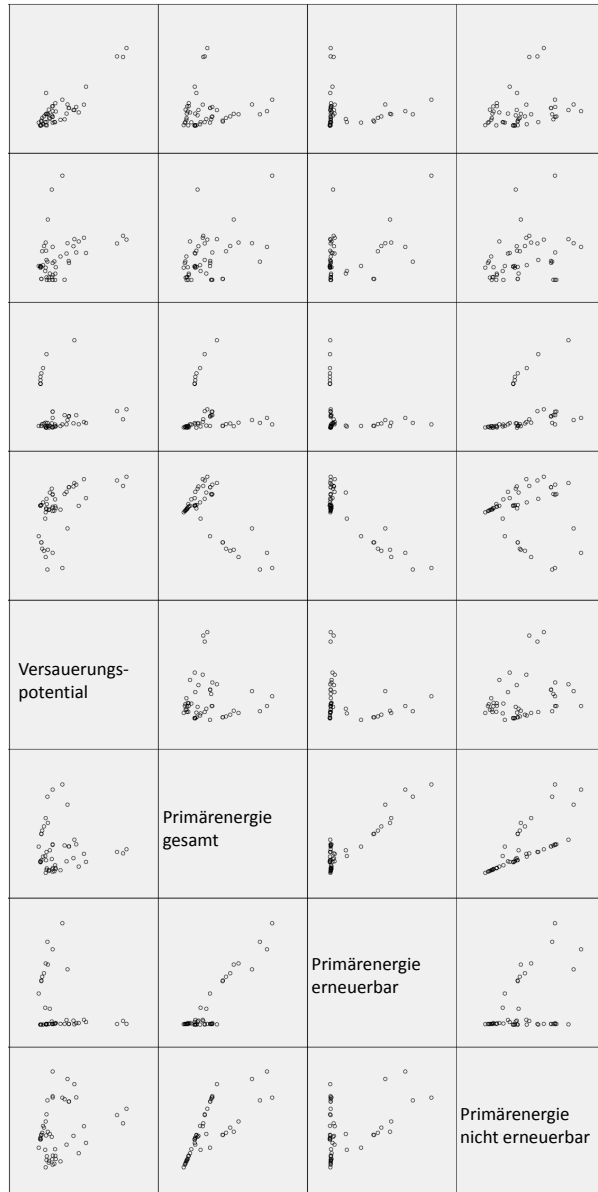 Versauerungs-
potential
Primärenergie
gesamt
Primärenergie
erneuerbar
Primärenergie
nicht erneuerbar